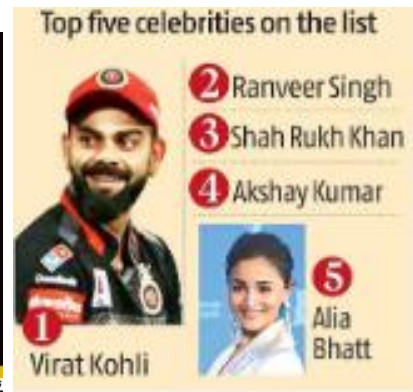 Top five celebrities on the list
2 Ranveer Singh
3 Shah Rukh Khan
4 Akshay Kumar
1
Virat Kohli
5
Alia
Bhatt